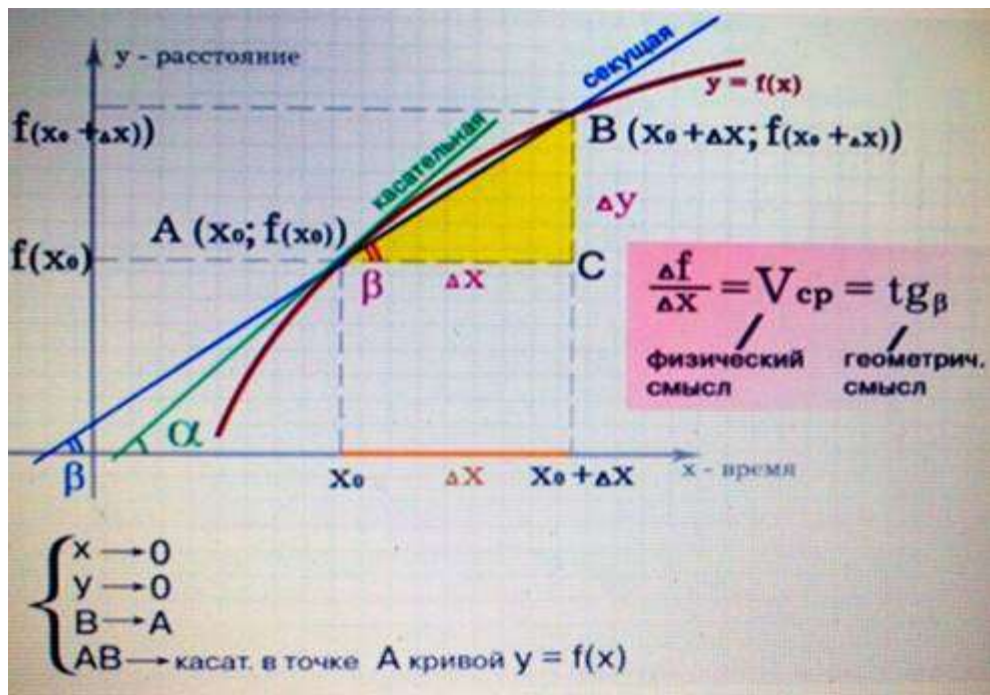 y - расстояние
секущая
y = f(x)
f(x₀ + Δx))
касательная
B (x₀ + Δx; f(x₀ + Δx))
Δy
A (x₀; f(x₀))
f(x₀)
β
Δx
C
Δf/Δx = Vср = tgβ
физический смысл
геометрич. смысл
α
β
x₀
Δx
x₀ + Δx
x - время
x → 0
y → 0
B → A
AB → касат. в точке A кривой y = f(x)